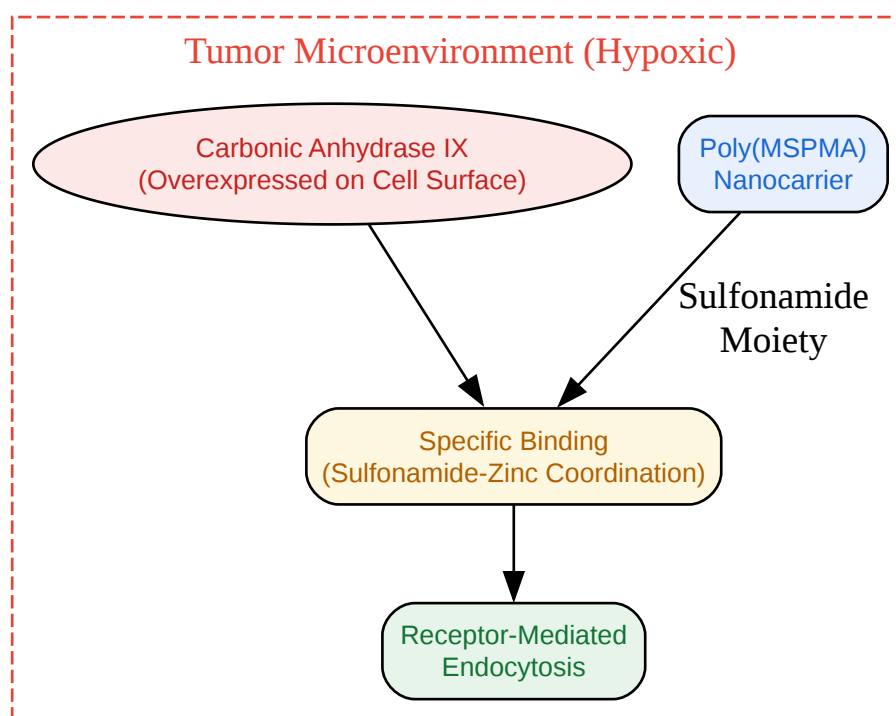 Tumor Microenvironment (Hypoxic)
Carbonic Anhydrase IX
(Overexpressed on Cell Surface)
Poly(MSPMA)
Nanocarrier
Sulfonamide
Moiety
Specific Binding
(Sulfonamide-Zinc Coordination)
Receptor-Mediated
Endocytosis